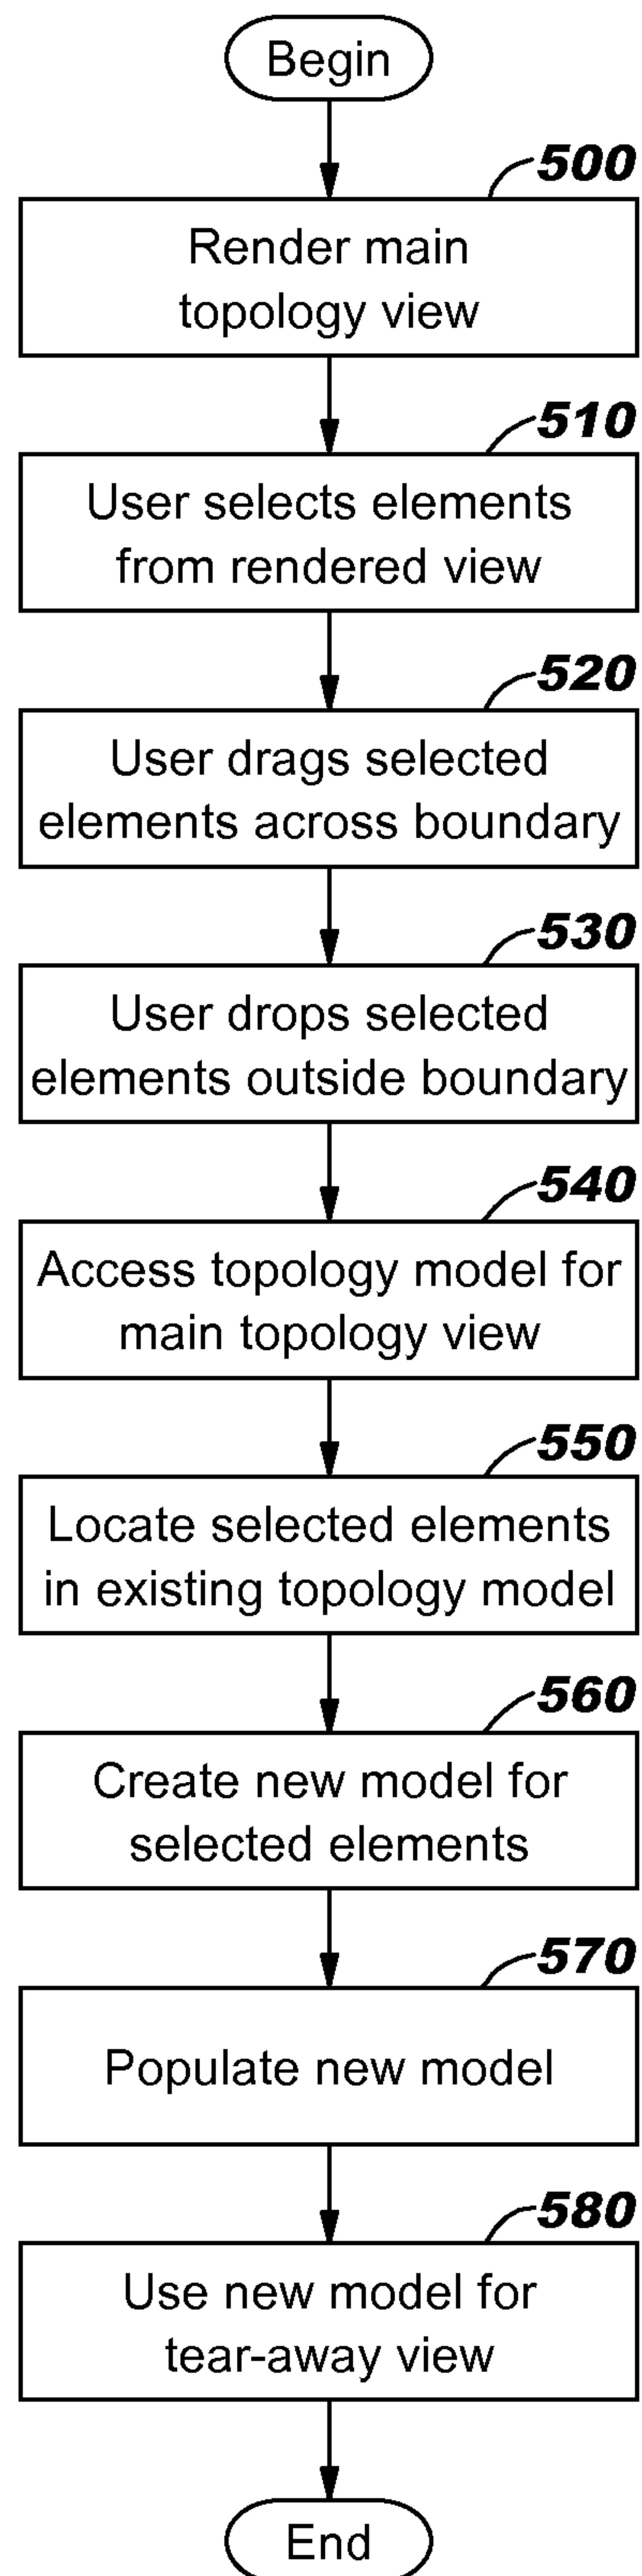 Begin
500
Render main
topology view
510
User selects elements
from rendered view
520
User drags selected
elements across boundary
530
User drops selected
elements outside boundary
540
Access topology model for
main topology view
550
Locate selected elements
in existing topology model
560
Create new model for
selected elements
570
Populate new model
580
Use new model for
tear-away view
End